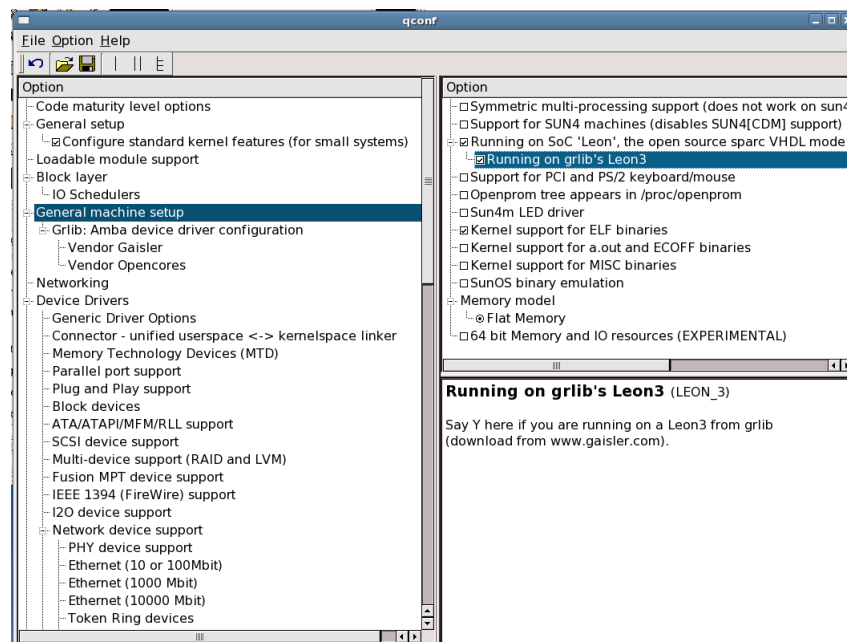 qconf
File Option Help
Option
Code maturity level options
General setup
Configure standard kernel features (for small systems)
Loadable module support
Block layer
IO Schedulers
General machine setup
Grlib: Amba device driver configuration
Vendor Gaisler
Vendor Opencores
Networking
Device Drivers
Generic Driver Options
Connector - unified userspace <-> kernelspace linker
Memory Technology Devices (MTD)
Parallel port support
Plug and Play support
Block devices
ATA/ATAPI/MFM/RLL support
SCSI device support
Multi-device support (RAID and LVM)
Fusion MPT device support
IEEE 1394 (FireWire) support
I2O device support
Network device support
PHY device support
Ethernet (10 or 100Mbit)
Ethernet (1000 Mbit)
Ethernet (10000 Mbit)
Token Ring devices
Option
Symmetric multi-processing support (does not work on sun4
Support for SUN4 machines (disables SUN4[CDM] support)
Running on SoC 'Leon', the open source sparc VHDL mode
Running on grlib's Leon3
Support for PCI and PS/2 keyboard/mouse
Openprom tree appears in /proc/openprom
Sun4m LED driver
Kernel support for ELF binaries
Kernel support for a.out and ECOFF binaries
Kernel support for MISC binaries
SunOS binary emulation
Memory model
Flat Memory
64 bit Memory and IO resources (EXPERIMENTAL)
Running on grlib's Leon3 (LEON_3)
Say Y here if you are running on a Leon3 from grlib
(download from www.gaisler.com).